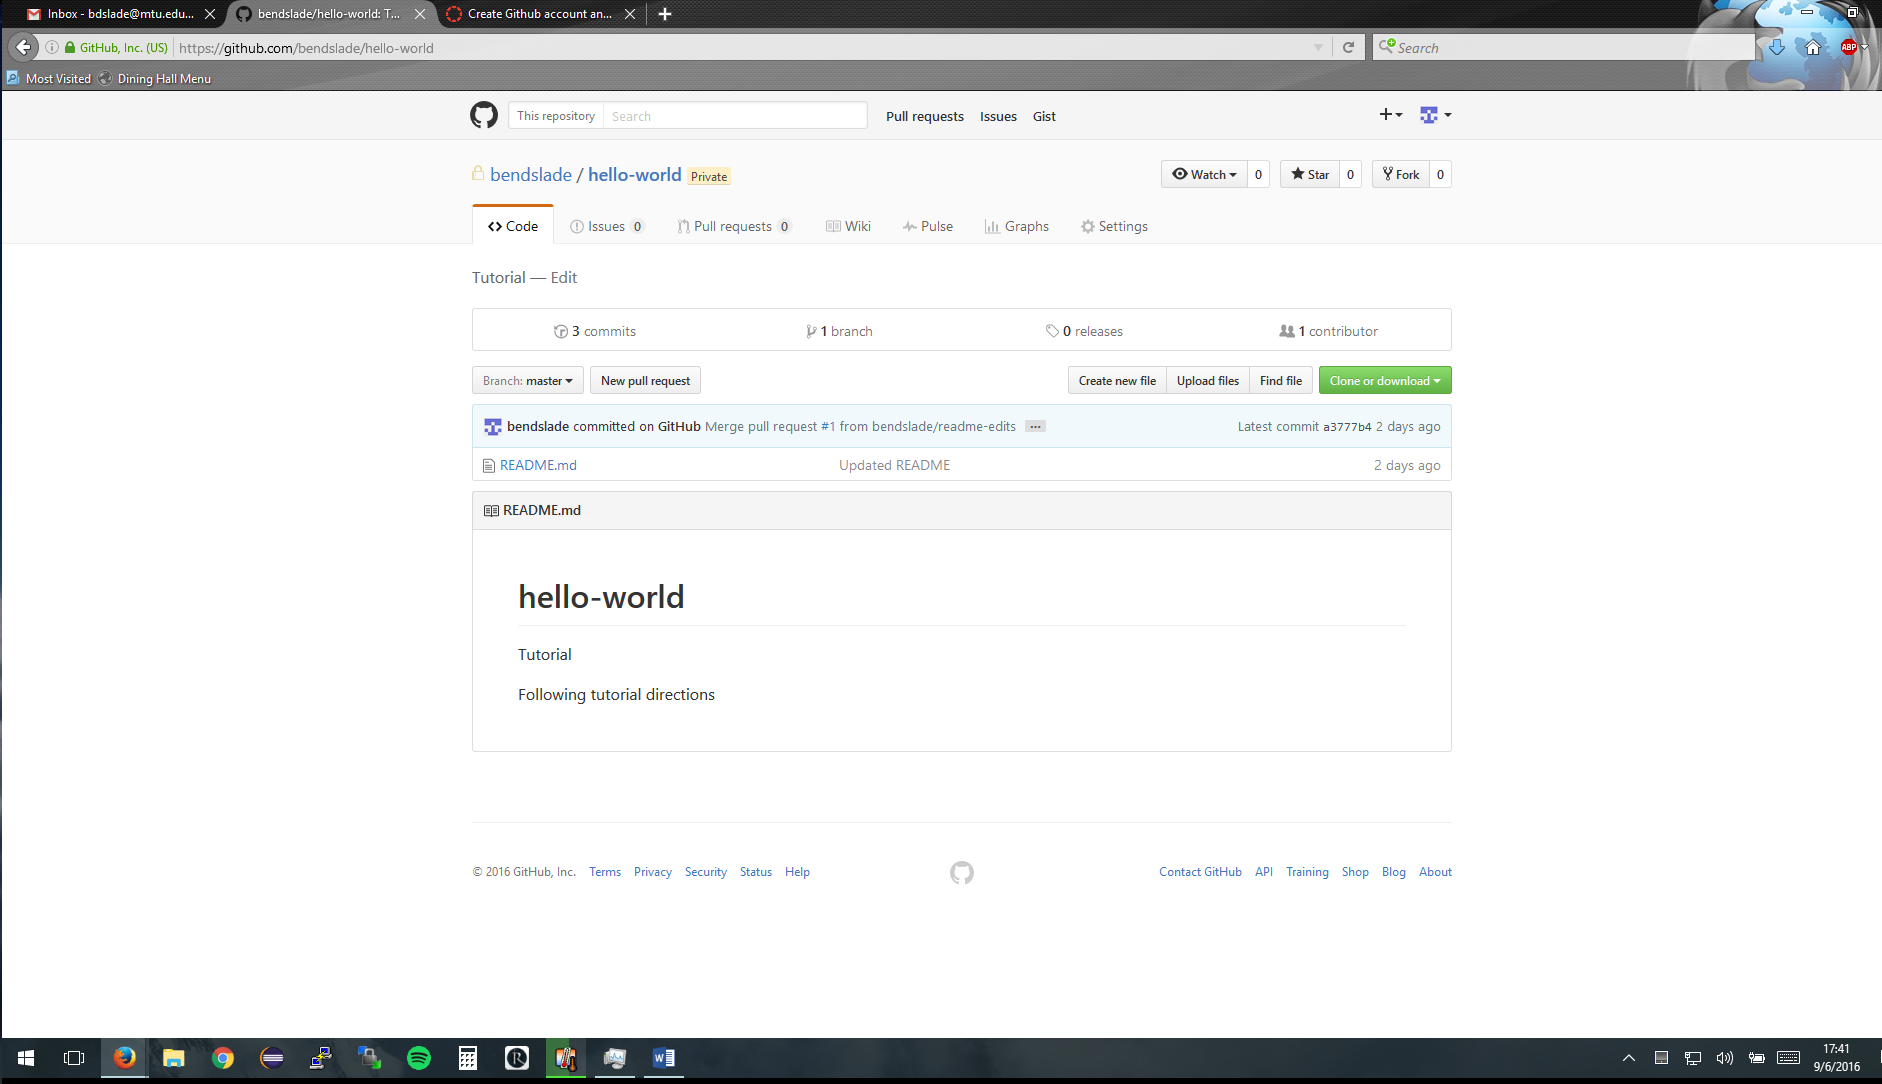 Inbox - bdslade@mtu.edu... bendslade/hello-world: T... Create Github account an...
GitHub, Inc. (US) https://github.com/bendslade/hello-world Search ABP
Most Visited Dining Hall Menu
This repository Search Pull requests Issues Gist
bendslade / hello-world Private Watch 0 Star 0 Fork 0
Code Issues 0 Pull requests 0 Wiki Pulse Graphs Settings
Tutorial — Edit
3 commits 1 branch 0 releases 1 contributor
Branch: master New pull request Create new file Upload files Find file Clone or download
bendslade committed on GitHub Merge pull request #1 from bendslade/readme-edits ... Latest commit a3777b4 2 days ago
README.md Updated README 2 days ago
README.md
hello-world
Tutorial
Following tutorial directions
© 2016 GitHub, Inc. Terms Privacy Security Status Help Contact GitHub API Training Shop Blog About
17:41
9/6/2016